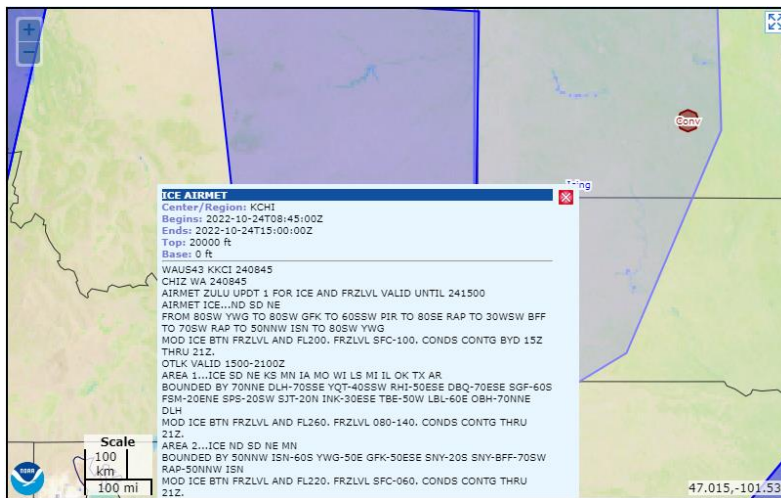 +
−
Conv
Icing
ICE AIRMET
Center/Region: KCHI
Begins: 2022-10-24T08:45:00Z
Ends: 2022-10-24T15:00:00Z
Top: 20000 ft
Base: 0 ft
WAUS43 KKCI 240845
CHIZ WA 240845
AIRMET ZULU UPDT 1 FOR ICE AND FRZLVL VALID UNTIL 241500
AIRMET ICE...ND SD NE
FROM 80SW YWG TO 80SW GFK TO 60SSW PIR TO 80SE RAP TO 30WSW BFF
TO 70SW RAP TO 50NNW ISN TO 80SW YWG
MOD ICE BTN FRZLVL AND FL200. FRZLVL SFC-100. CONDS CONTG BYD 15Z
THRU 21Z.
OTLK VALID 1500-2100Z
AREA 1...ICE SD NE KS MN IA MO WI LS MI IL OK TX AR
BOUNDED BY 70NNE DLH-70SSE YQT-40SSW RHI-50ESE DBQ-70ESE SGF-60S
FSM-20ENE SPS-20SW SJT-20N INK-30ESE TBE-50W LBL-60E OBH-70NNE
DLH
MOD ICE BTN FRZLVL AND FL260. FRZLVL 080-140. CONDS CONTG THRU
21Z.
AREA 2...ICE ND SD NE MN
BOUNDED BY 50NNW ISN-60S YWG-50E GFK-50ESE SNY-20S SNY-BFF-70SW
RAP-50NNW ISN
MOD ICE BTN FRZLVL AND FL220. FRZLVL SFC-060. CONDS CONTG THRU
21Z.
Scale
100
km
100 mi
NOAA
47.015,-101.53